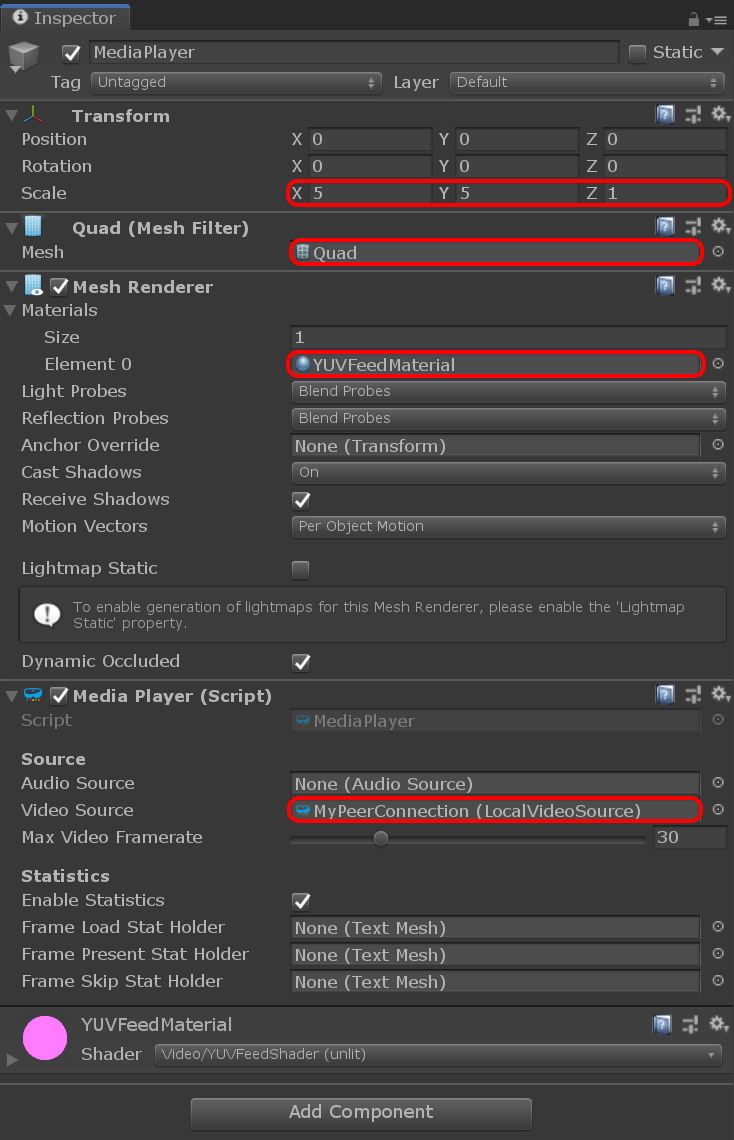 Inspector
MediaPlayer Static
Tag Untagged Layer Default
Transform
Position X 0 Y 0 Z 0
Rotation X 0 Y 0 Z 0
Scale X 5 Y 5 Z 1
Quad (Mesh Filter)
Mesh Quad
Mesh Renderer
Materials
Size 1
Element 0 YUVFeedMaterial
Light Probes Blend Probes
Reflection Probes Blend Probes
Anchor Override None (Transform)
Cast Shadows On
Receive Shadows
Motion Vectors Per Object Motion
Lightmap Static
To enable generation of lightmaps for this Mesh Renderer, please enable the 'Lightmap
Static' property.
Dynamic Occluded
Media Player (Script)
Script MediaPlayer
Source
Audio Source None (Audio Source)
Video Source MyPeerConnection (LocalVideoSource)
Max Video Framerate 30
Statistics
Enable Statistics
Frame Load Stat Holder None (Text Mesh)
Frame Present Stat Holder None (Text Mesh)
Frame Skip Stat Holder None (Text Mesh)
YUVFeedMaterial
Shader Video/YUVFeedShader (unlit)
Add Component